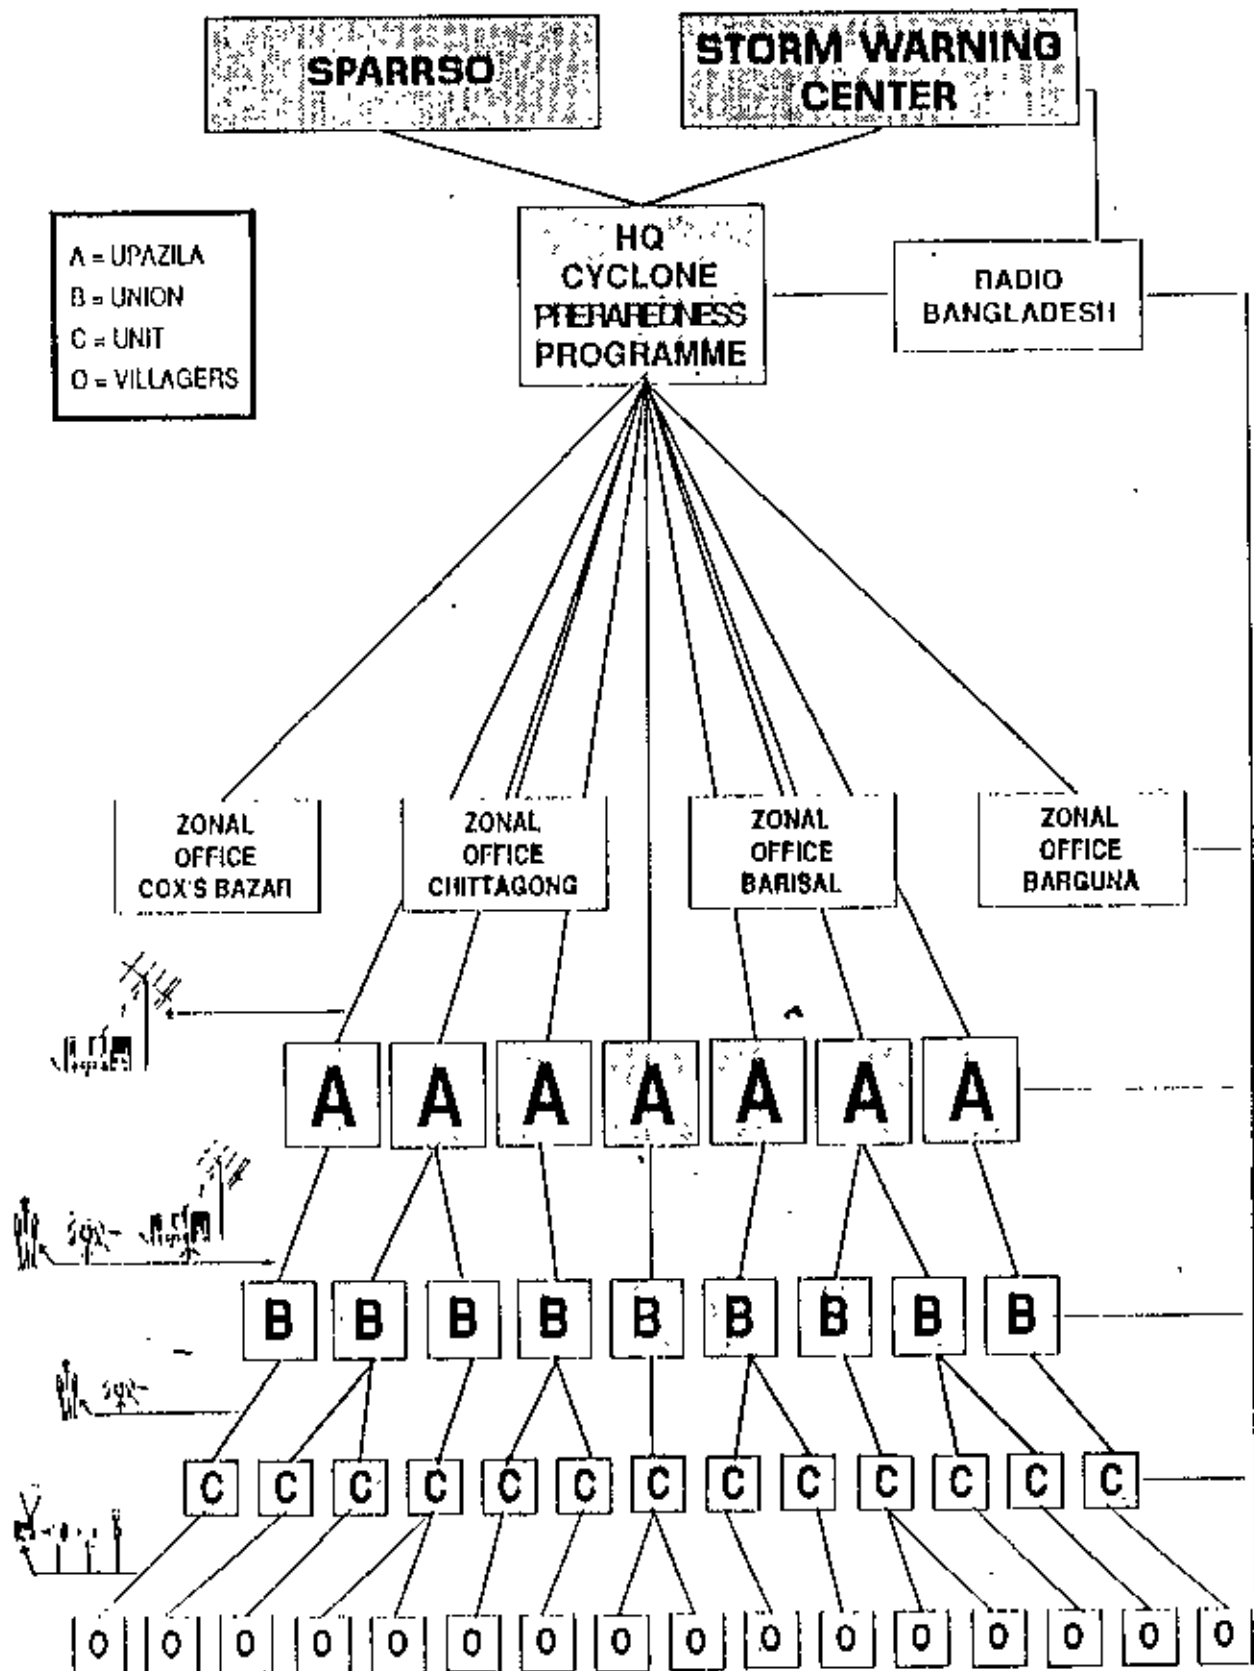 SPARRSO
STORM WARNING
CENTER
HQ
CYCLONE
PRERAREDNESS
PROGRAMME
RADIO
BANGLADESH
A = UPAZILA
B = UNION
C = UNIT
O = VILLAGERS
ZONAL
OFFICE
COX'S BAZAR
ZONAL
OFFICE
CHITTAGONG
ZONAL
OFFICE
BARISAL
ZONAL
OFFICE
BARGUNA
A A A A A A A
B B B B B B B B B
C C C C C C C C C C C C C
O O O O O O O O O O O O O O O O